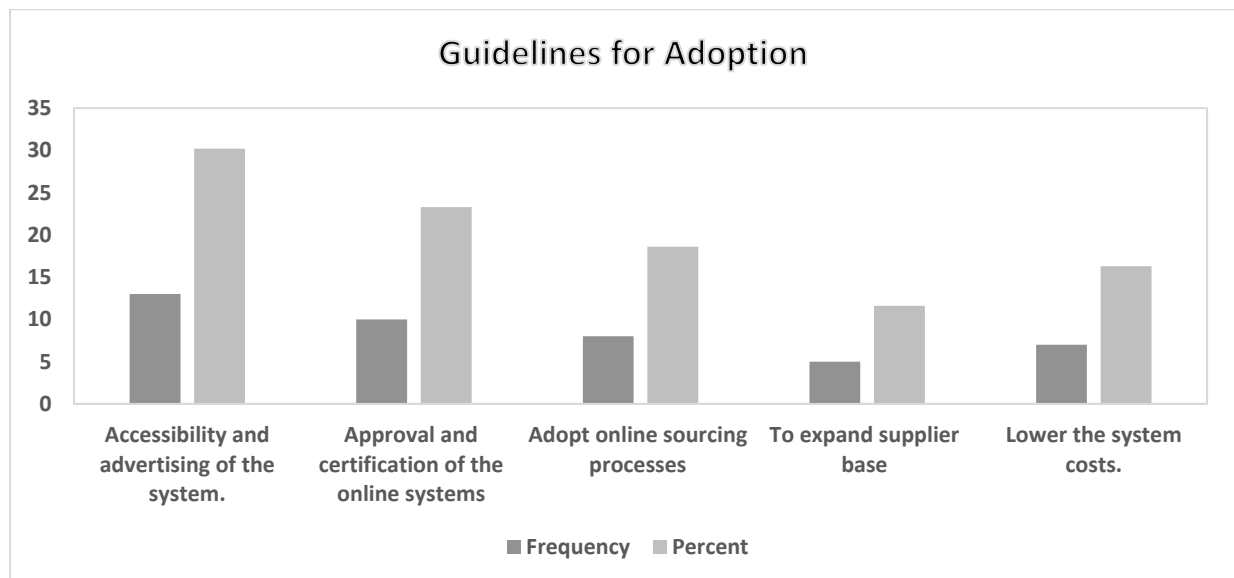 Guidelines for Adoption
35
30
25
20
15
10
5
0
Accessibility and
advertising of the
system.
Approval and
certification of the
online systems
Adopt online sourcing
processes
To expand supplier
base
Lower the system
costs.
Frequency
Percent